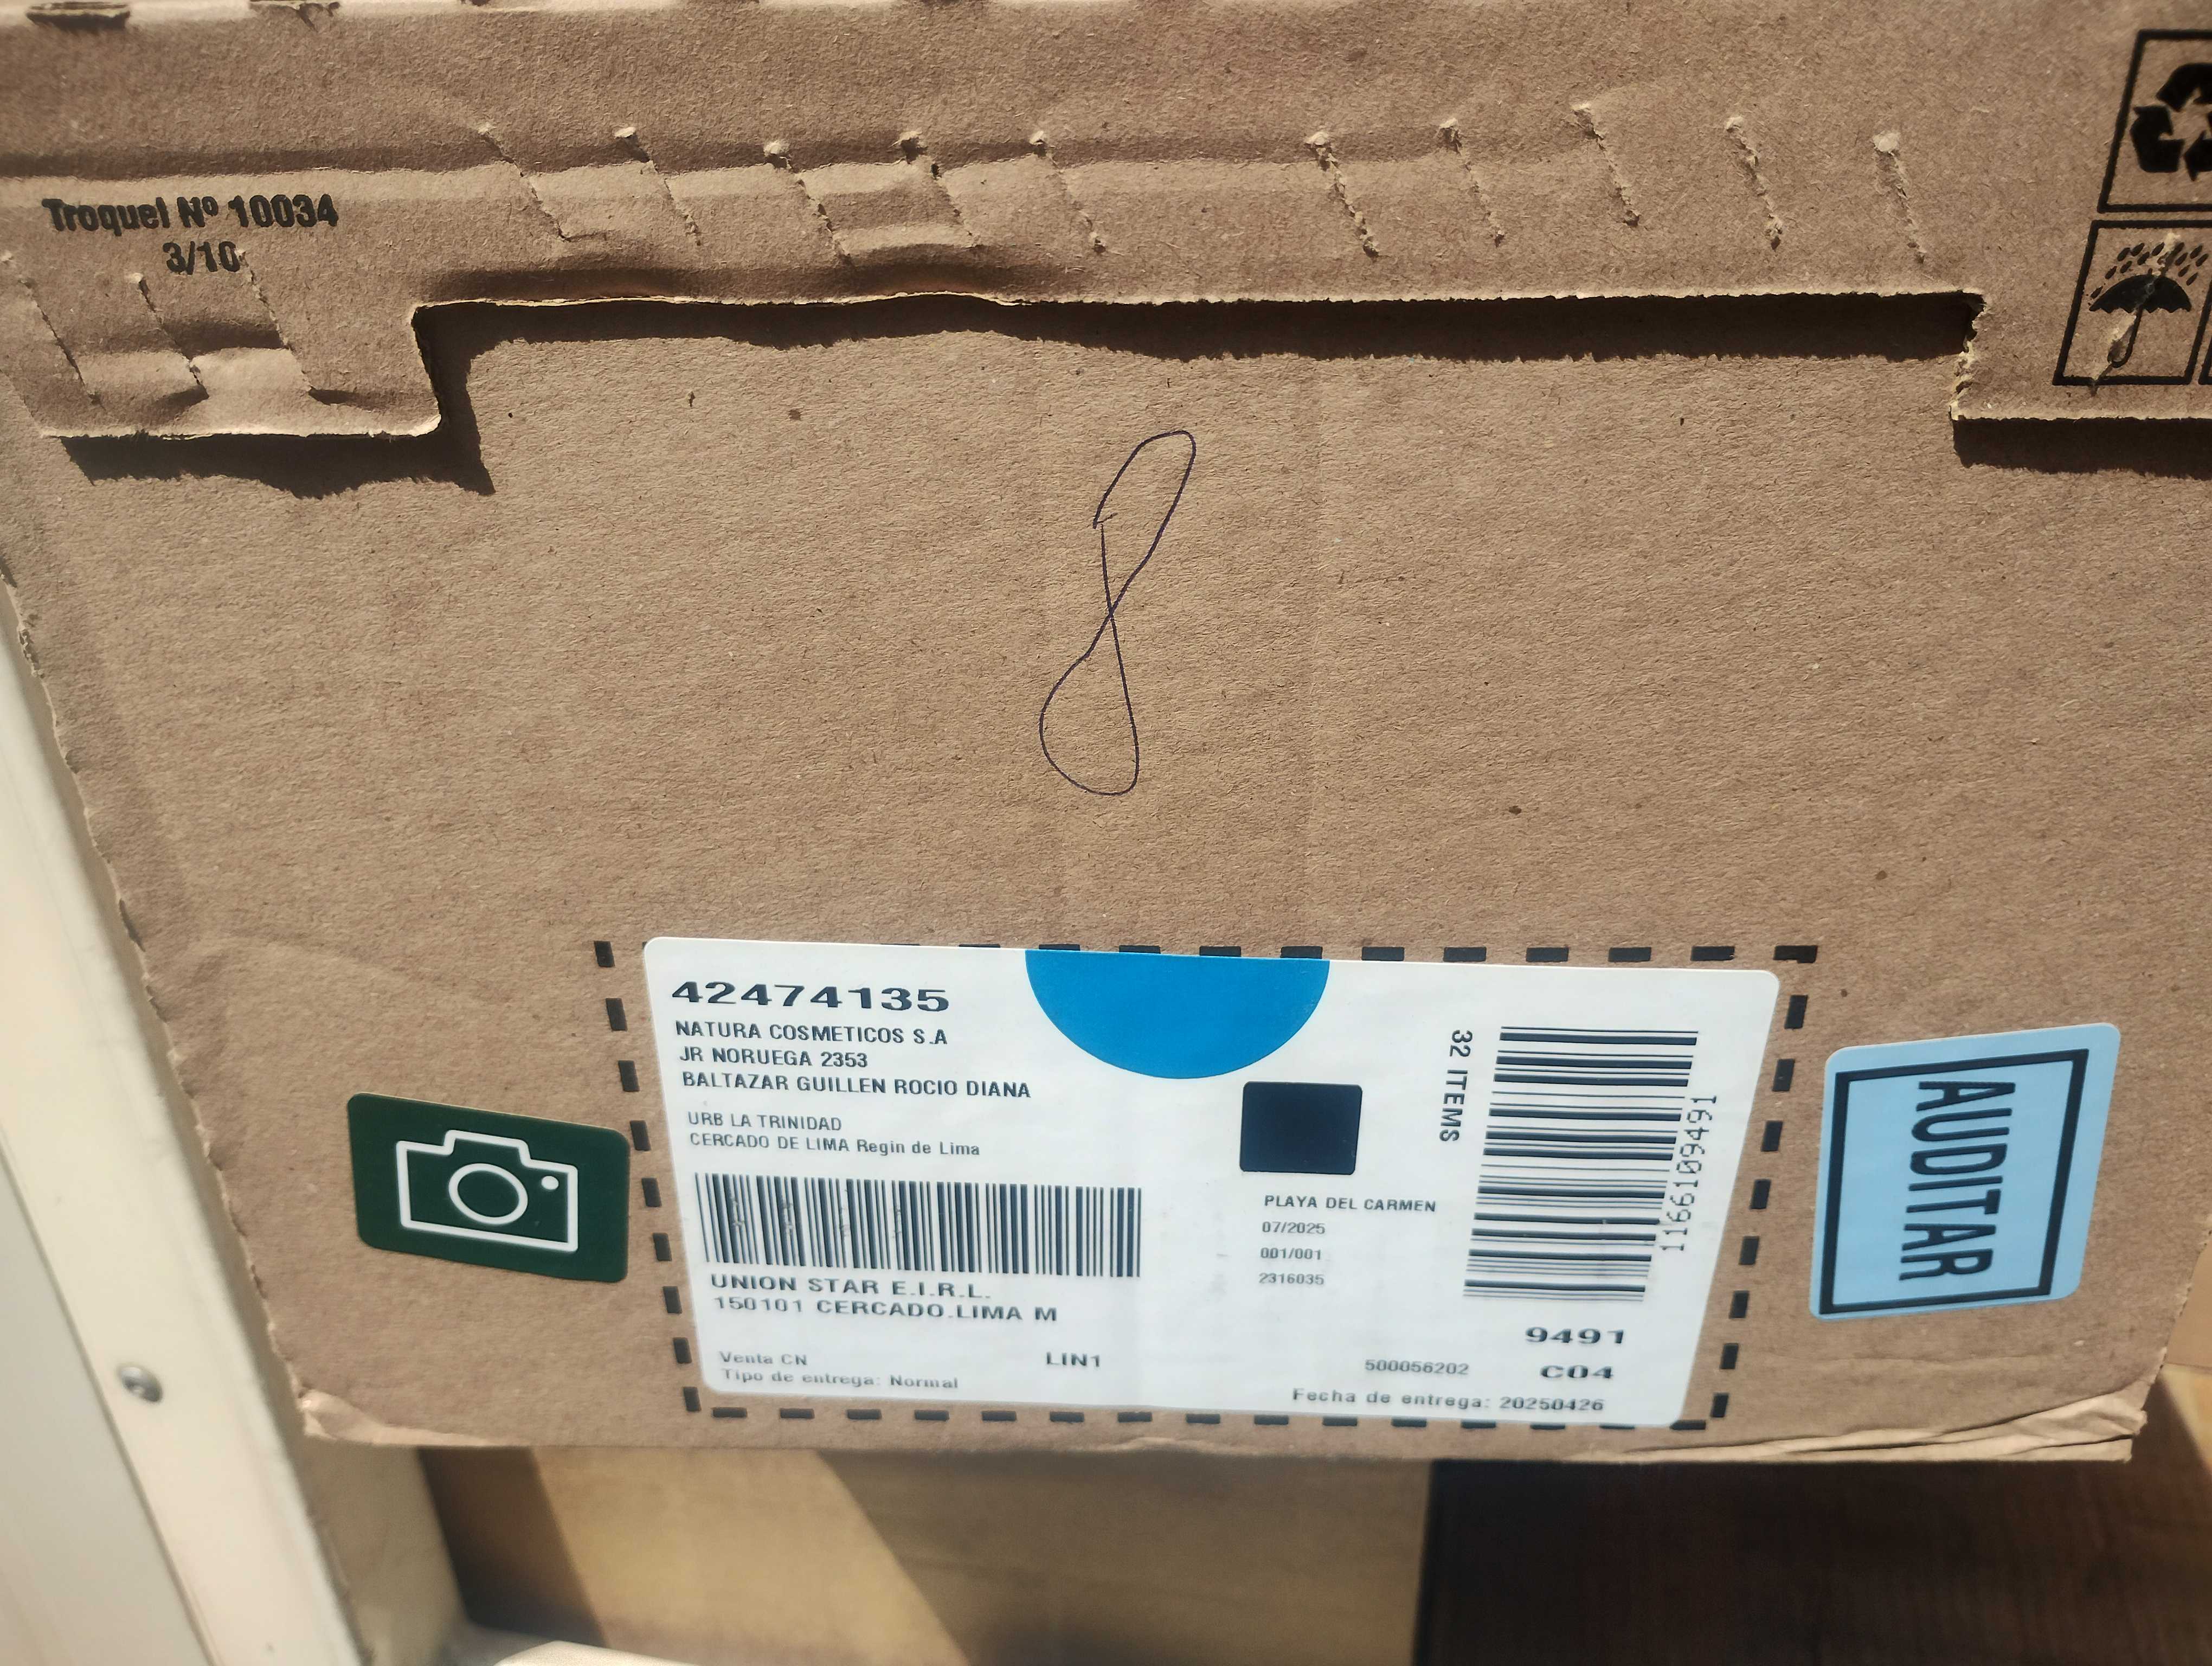 Troquel Nº 10034
3/10
8
42474135
NATURA COSMETICOS S.A
JR NORUEGA 2353
BALTAZAR GUILLEN ROCIO DIANA
URB LA TRINIDAD
CERCADO DE LIMA Regin de Lima
UNION STAR E.I.R.L.
150101 CERCADO.LIMA M
Venta CN
LIN1
Tipo de entrega: Normal
PLAYA DEL CARMEN
07/2025
001/001
2316035
32 ITEMS
1166109491
9491
500056202
C04
Fecha de entrega: 20250426
AUDITAR